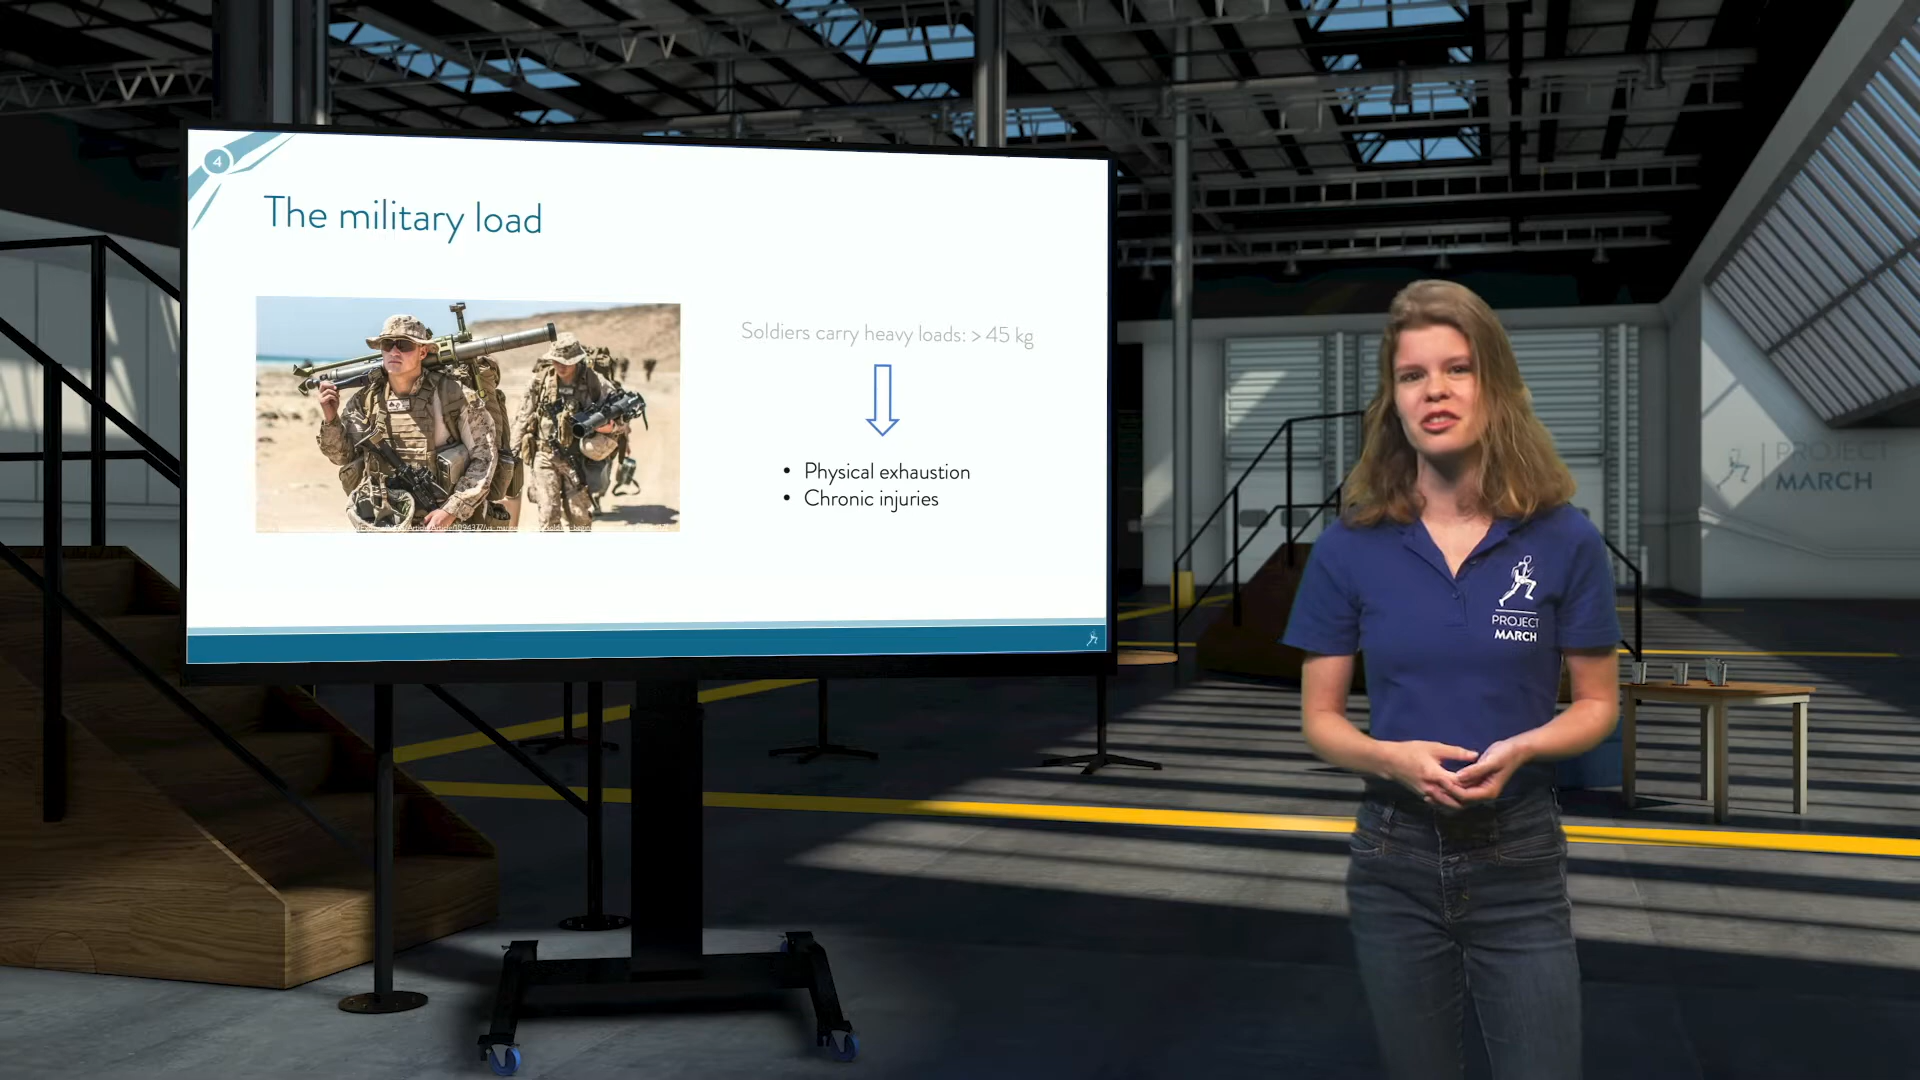 4
The military load
Soldiers carry heavy loads: > 45 kg
• Physical exhaustion
• Chronic injuries
PROJECT
MARCH
PROJECT
MARCH